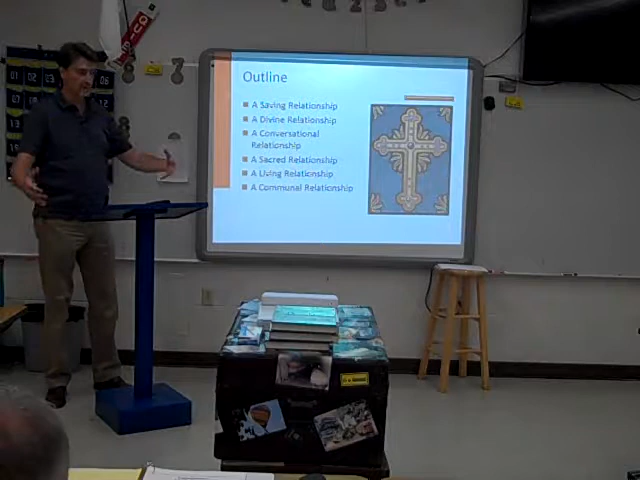 Outline
A Saving Relationship
A Divine Relationship
A Conversational
Relationship
A Sacred Relationship
A Living Relationship
A Communal Relationship
01 02 03
06